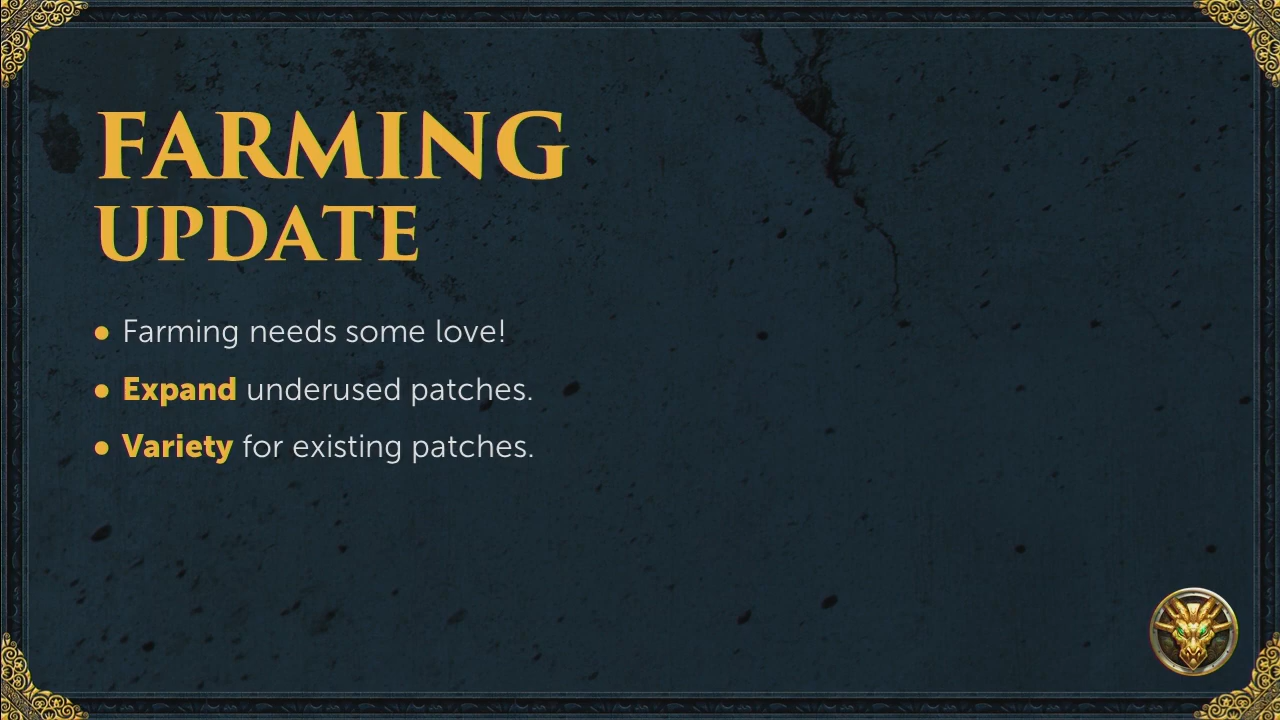 FARMING
UPDATE
• Farming needs some love!
• Expand underused patches.
• Variety for existing patches.